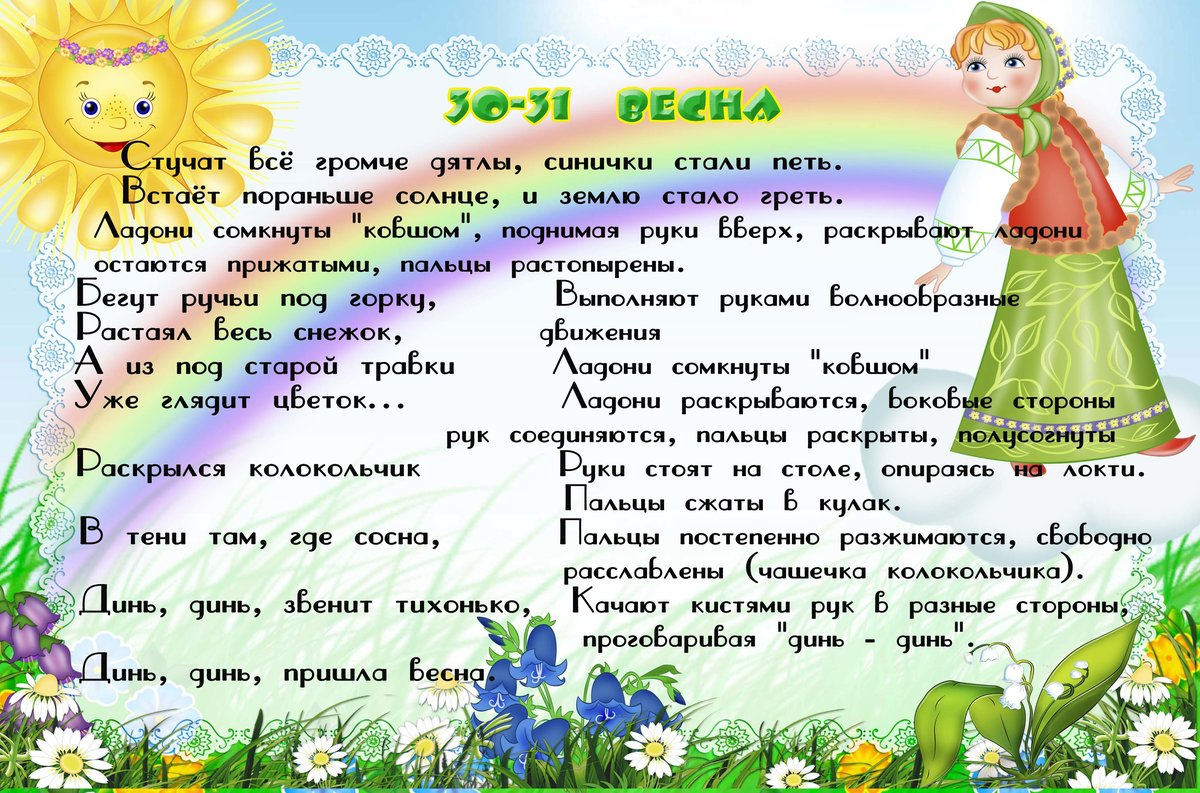 30-31 ВЕСНА
Стучат всё громче дятлы, синички стали петь.
Встаёт пораньше солнце, и землю стало греть.
Ладони сомкнуты "ковшом", поднимая руки вверх, раскрывают ладони
остаются прижатыми, пальцы растопырены.
Бегут ручьи под горку, Выполняют руками волнообразные
Растаял весь снежок, движения
А из под старой травки Ладони сомкнуты "ковшом"
Уже глядит цветок... Ладони раскрываются, боковые стороны
рук соединяются, пальцы раскрыты, полусогнуты
Раскрылся колокольчик Руки стоят на столе, опираясь на локти.
Пальцы сжаты в кулак.
В тени там, где сосна, Пальцы постепенно разжимаются, свободно
расслаблены (чашечка колокольчика).
Динь, динь, звенит тихонько, Качают кистями рук в разные стороны,
проговаривая "динь - динь".
Динь, динь, пришла весна.